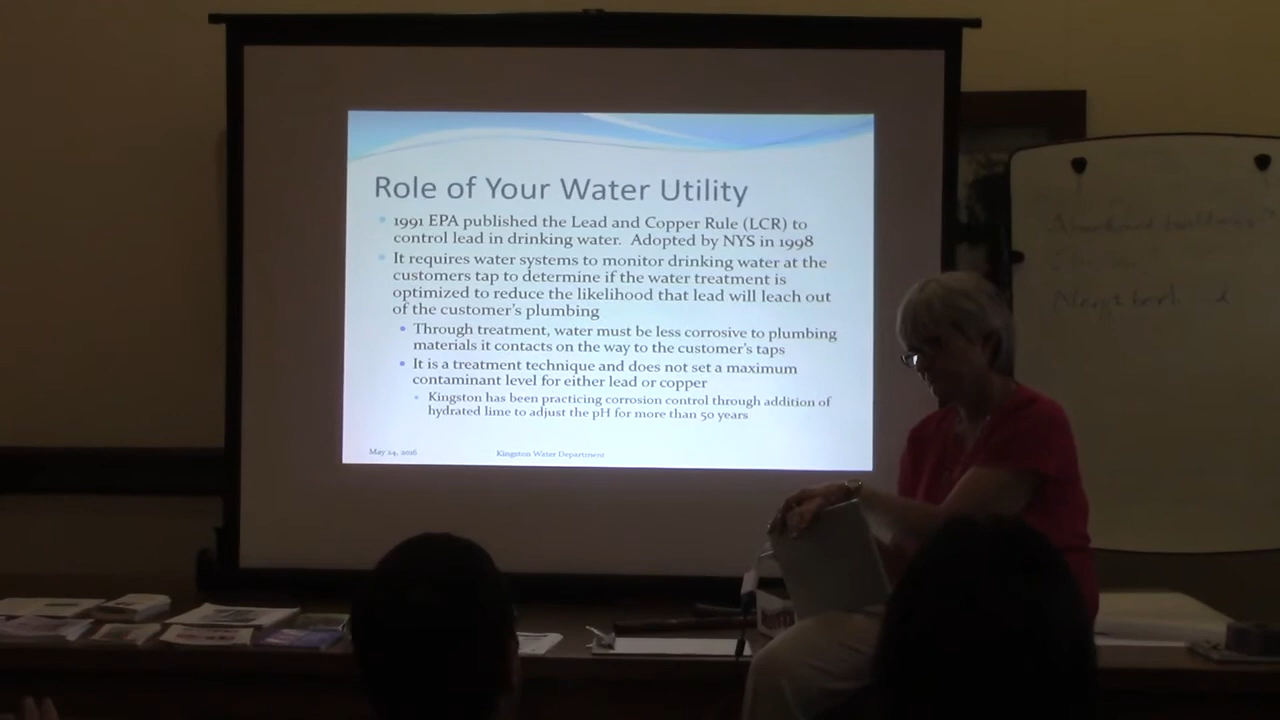 Role of Your Water Utility
1991 EPA published the Lead and Copper Rule (LCR) to
control lead in drinking water. Adopted by NYS in 1998
It requires water systems to monitor drinking water at the
customers tap to determine if the water treatment is
optimized to reduce the likelihood that lead will leach out
of the customer's plumbing
Through treatment, water must be less corrosive to plumbing
materials it contacts on the way to the customer's taps
It is a treatment technique and does not set a maximum
contaminant level for either lead or copper
Kingston has been practicing corrosion control through addition of
hydrated lime to adjust the pH for more than 50 years
May 24, 2016
Kingston Water Department